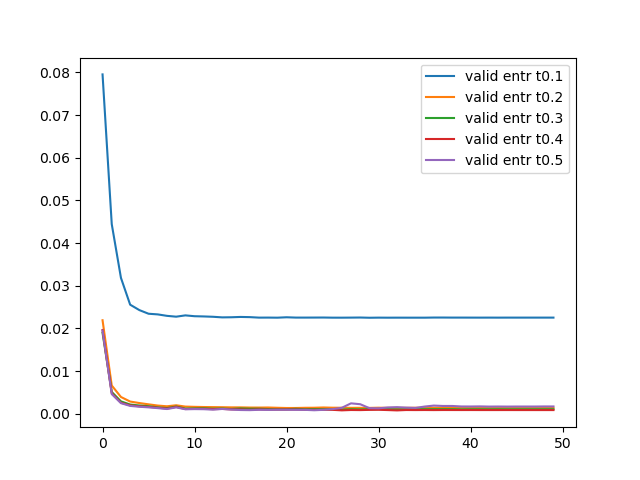 0.08
0.07
0.06
0.05
0.04
0.03
0.02
0.01
0.00
0 10 20 30 40 50
valid entr t0.1
valid entr t0.2
valid entr t0.3
valid entr t0.4
valid entr t0.5